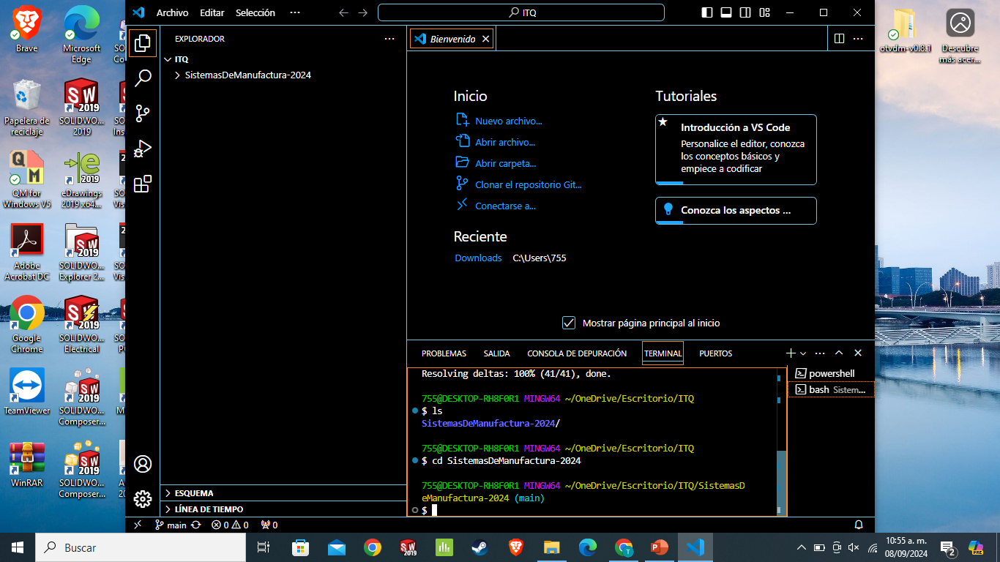 Archivo Editar Selección ···
ITQ
Brave
Microsoft Edge
SO
Co
Papelera de reciclaje
SOLIDWO... 2019
SO
Ins
QM for Windows V5
eDrawings 2019 x64...
SO
Vis
Adobe Acrobat DC
SOLIDWO... Explorer 2...
SO
Vis
Google Chrome
SOLIDWO... Electrical
SO
TeamViewer
SOLIDWO... Composer...
WinRAR
SOLIDWO... Composer...
otvdm-v0.8.1
Descubre más acer...
EXPLORADOR
ITQ
SistemasDeManufactura-2024
ESQUEMA
LÍNEA DE TIEMPO
Bienvenido
Inicio
Nuevo archivo...
Abrir archivo...
Abrir carpeta...
Clonar el repositorio Git...
Conectarse a...
Reciente
Downloads C:\Users\755
Tutoriales
Introducción a VS Code
Personalice el editor, conozca
los conceptos básicos y
empiece a codificar
Conozca los aspectos ...
Mostrar página principal al inicio
PROBLEMAS SALIDA CONSOLA DE DEPURACIÓN TERMINAL PUERTOS
Resolving deltas: 100% (41/41), done.
755@DESKTOP-RH8F0R1 MINGW64 ~/OneDrive/Escritorio/ITQ
$ ls
SistemasDeManufactura-2024/
755@DESKTOP-RH8F0R1 MINGW64 ~/OneDrive/Escritorio/ITQ
$ cd SistemasDeManufactura-2024
755@DESKTOP-RH8F0R1 MINGW64 ~/OneDrive/Escritorio/ITQ/SistemasD
eManufactura-2024 (main)
$
powershell
bash Sistem...
main 0 0 0
Buscar
10:55 a. m.
08/09/2024
2